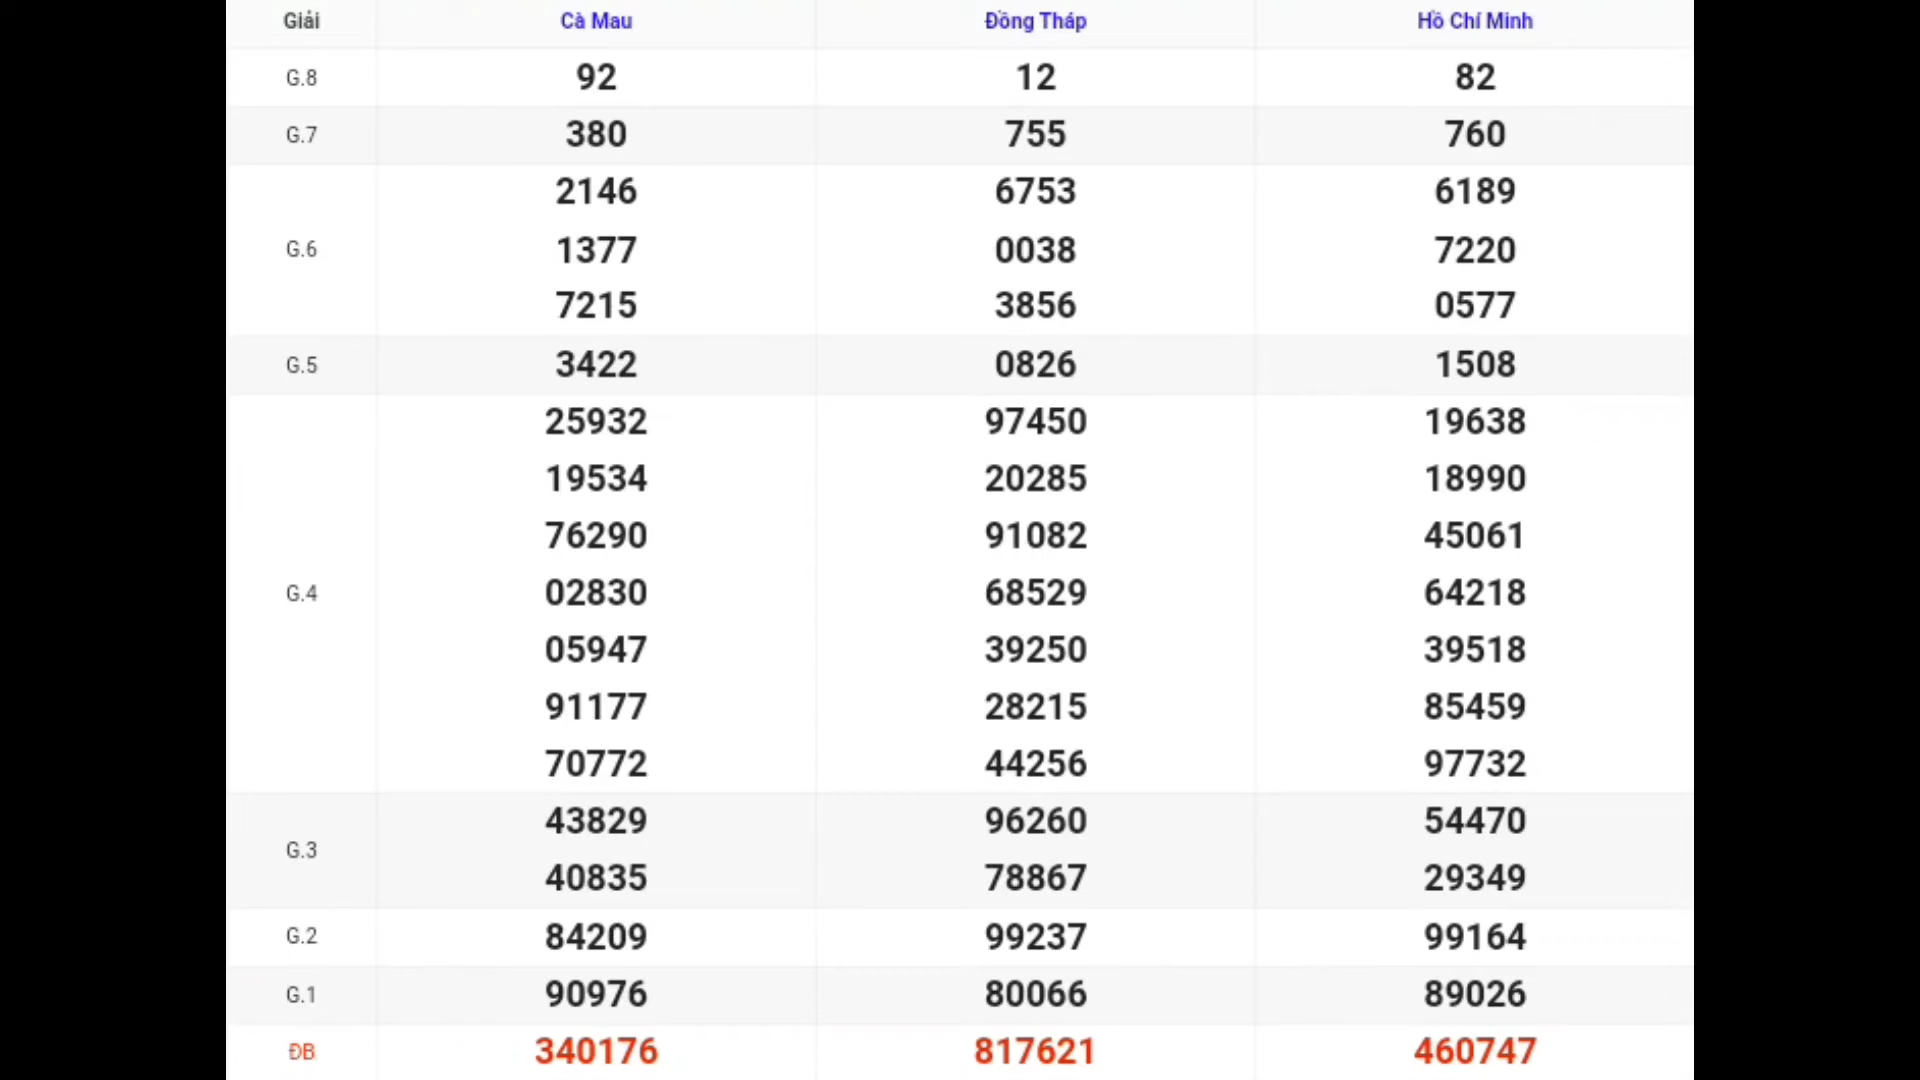 Giải Cà Mau Đồng Tháp Hồ Chí Minh
G.8 92 12 82
G.7 380 755 760
2146 6753 6189
G.6 1377 0038 7220
7215 3856 0577
G.5 3422 0826 1508
25932 97450 19638
19534 20285 18990
76290 91082 45061
G.4 02830 68529 64218
05947 39250 39518
91177 28215 85459
70772 44256 97732
43829 96260 54470
G.3
40835 78867 29349
G.2 84209 99237 99164
G.1 90976 80066 89026
ĐB 340176 817621 460747